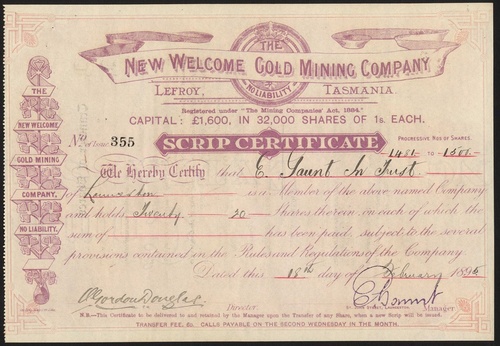 THE
NEW WELCOME GOLD MINING COMPANY
NO LIABILITY.
LEFROY, TASMANIA.
Registered under "The Mining Companies' Act, 1884."
CAPITAL: £1,600, IN 32,000 SHARES OF 1s. EACH.
355
PROGRESSIVE NOS OF SHARES.
SCRIP CERTIFICATE
1481 TO 1501
We Hereby Certify that E. Gaunt In Trust
of Launceston is a Member of the above named Company
and holds Twenty 20 Shares therein, on each of which the
sum of has been paid, subject to the several
provisions contained in the Rules and Regulations of the Company.
Dated this 18th day of February 1895
A Gordon Douglas
Director.
E Gaunt
Manager
N.B.—This Certificate to be delivered to and retained by the Manager upon the Transfer of any Share, when a new Scrip will be issued.
TRANSFER FEE, 6D. CALLS PAYABLE ON THE SECOND WEDNESDAY IN THE MONTH.
THE
NEW WELCOME
GOLD MINING
COMPANY.
NO LIABILITY.